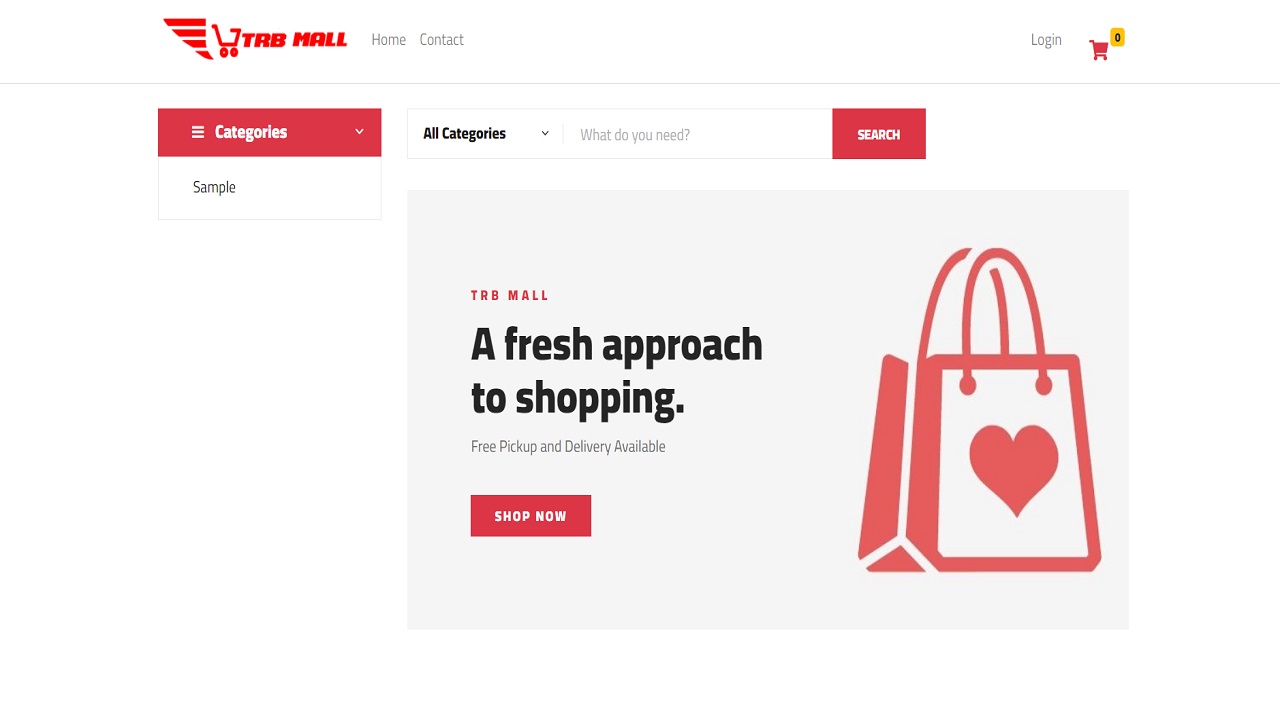 TRB MALL
Home Contact
Login
0
Categories
All Categories
What do you need?
SEARCH
Sample
TRB MALL
A fresh approach
to shopping.
Free Pickup and Delivery Available
SHOP NOW